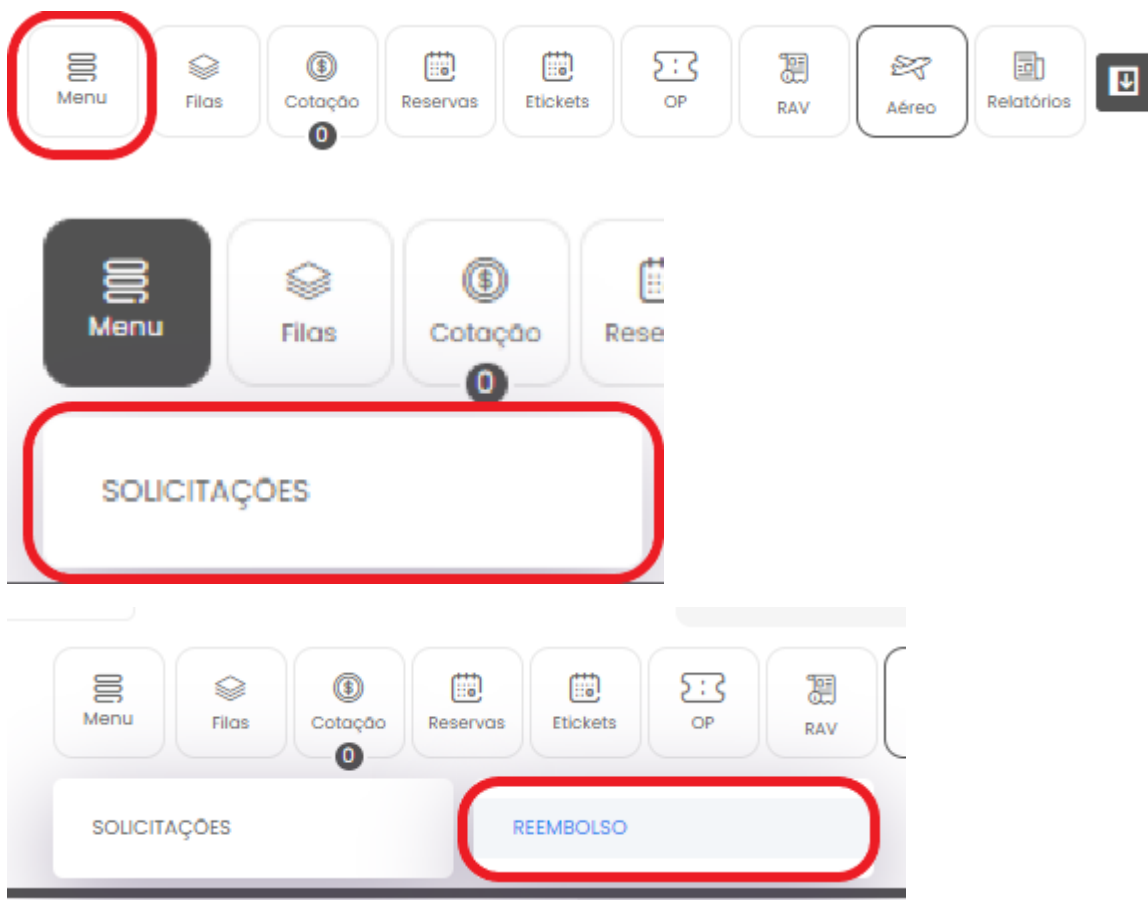 Menu
Filas
Cotação
Reservas
Etickets
OP
RAV
Aéreo
Relatórios
0
Menu
Filas
Cotação
Rese
0
SOLICITAÇÕES
Menu
Filas
Cotação
Reservas
Etickets
OP
RAV
0
SOLICITAÇÕES
REEMBOLSO